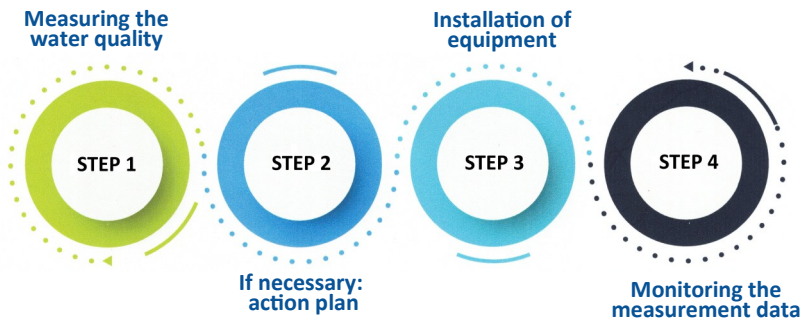 Measuring the
water quality
STEP 1
STEP 2
If necessary:
action plan
Installation of
equipment
STEP 3
STEP 4
Monitoring the
measurement data